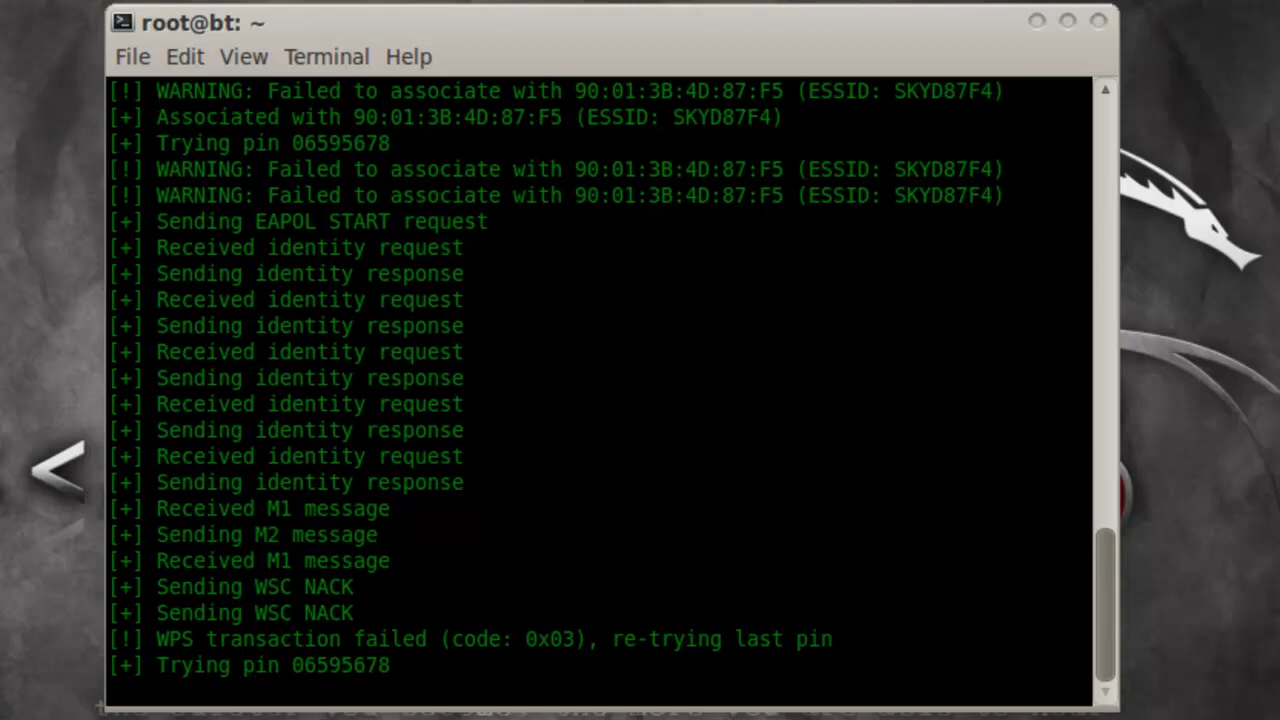 root@bt: ~
File Edit View Terminal Help
[!] WARNING: Failed to associate with 90:01:3B:4D:87:F5 (ESSID: SKYD87F4)
[+] Associated with 90:01:3B:4D:87:F5 (ESSID: SKYD87F4)
[+] Trying pin 06595678
[!] WARNING: Failed to associate with 90:01:3B:4D:87:F5 (ESSID: SKYD87F4)
[!] WARNING: Failed to associate with 90:01:3B:4D:87:F5 (ESSID: SKYD87F4)
[+] Sending EAPOL START request
[+] Received identity request
[+] Sending identity response
[+] Received identity request
[+] Sending identity response
[+] Received identity request
[+] Sending identity response
[+] Received identity request
[+] Sending identity response
[+] Received identity request
[+] Sending identity response
[+] Received M1 message
[+] Sending M2 message
[+] Received M1 message
[+] Sending WSC NACK
[+] Sending WSC NACK
[!] WPS transaction failed (code: 0x03), re-trying last pin
[+] Trying pin 06595678